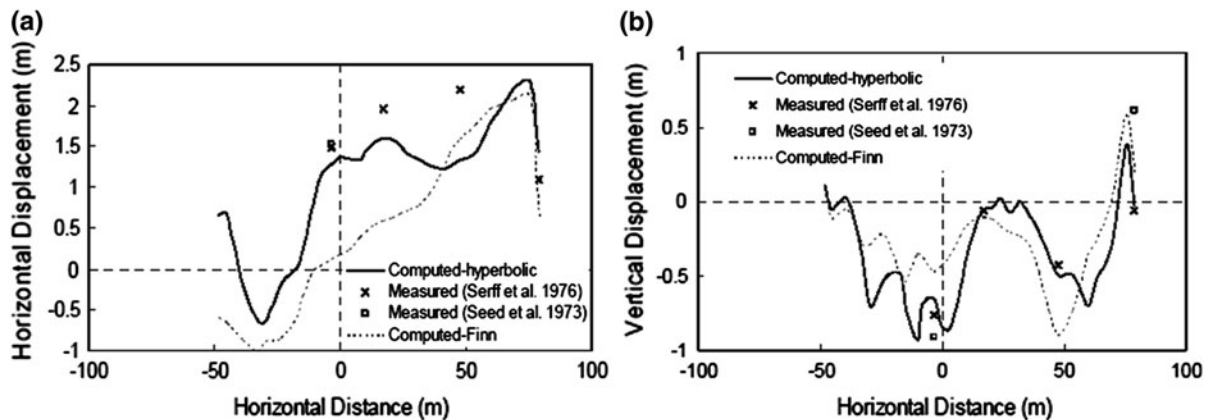 (a)
Horizontal Displacement (m)
2.5
2
1.5
1
0.5
0
-0.5
-1
-100
-50
0
50
100
Horizontal Distance (m)
Computed-hyperbolic
Measured (Serff et al. 1976)
Measured (Seed et al. 1973)
Computed-Finn
(b)
Vertical Displacement (m)
1
0.5
0
-0.5
-1
-100
-50
0
50
100
Horizontal Distance (m)
Computed-hyperbolic
Measured (Serff et al. 1976)
Measured (Seed et al. 1973)
Computed-Finn